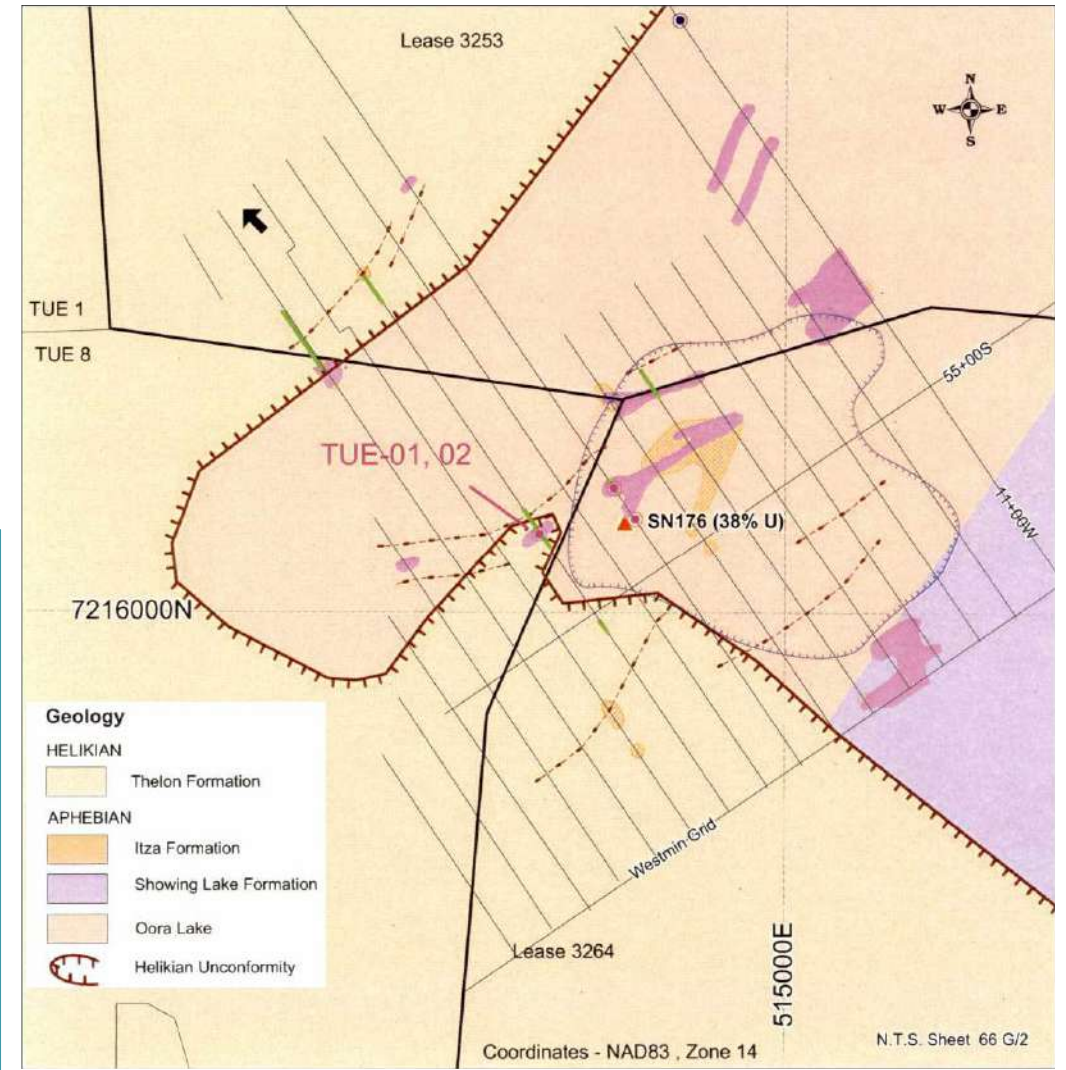 Lease 3253
N
W E
S
TUE 1
TUE 8
55+00S
TUE-01, 02
SN176 (38% U)
11+00W
7216000N
Geology
HELIKIAN
Thelon Formation
APHEBIAN
Itza Formation
Showing Lake Formation
Oora Lake
Helikian Unconformity
Westmin Grid
Lease 3264
515000E
N.T.S. Sheet 66 G/2
Coordinates - NAD83 , Zone 14